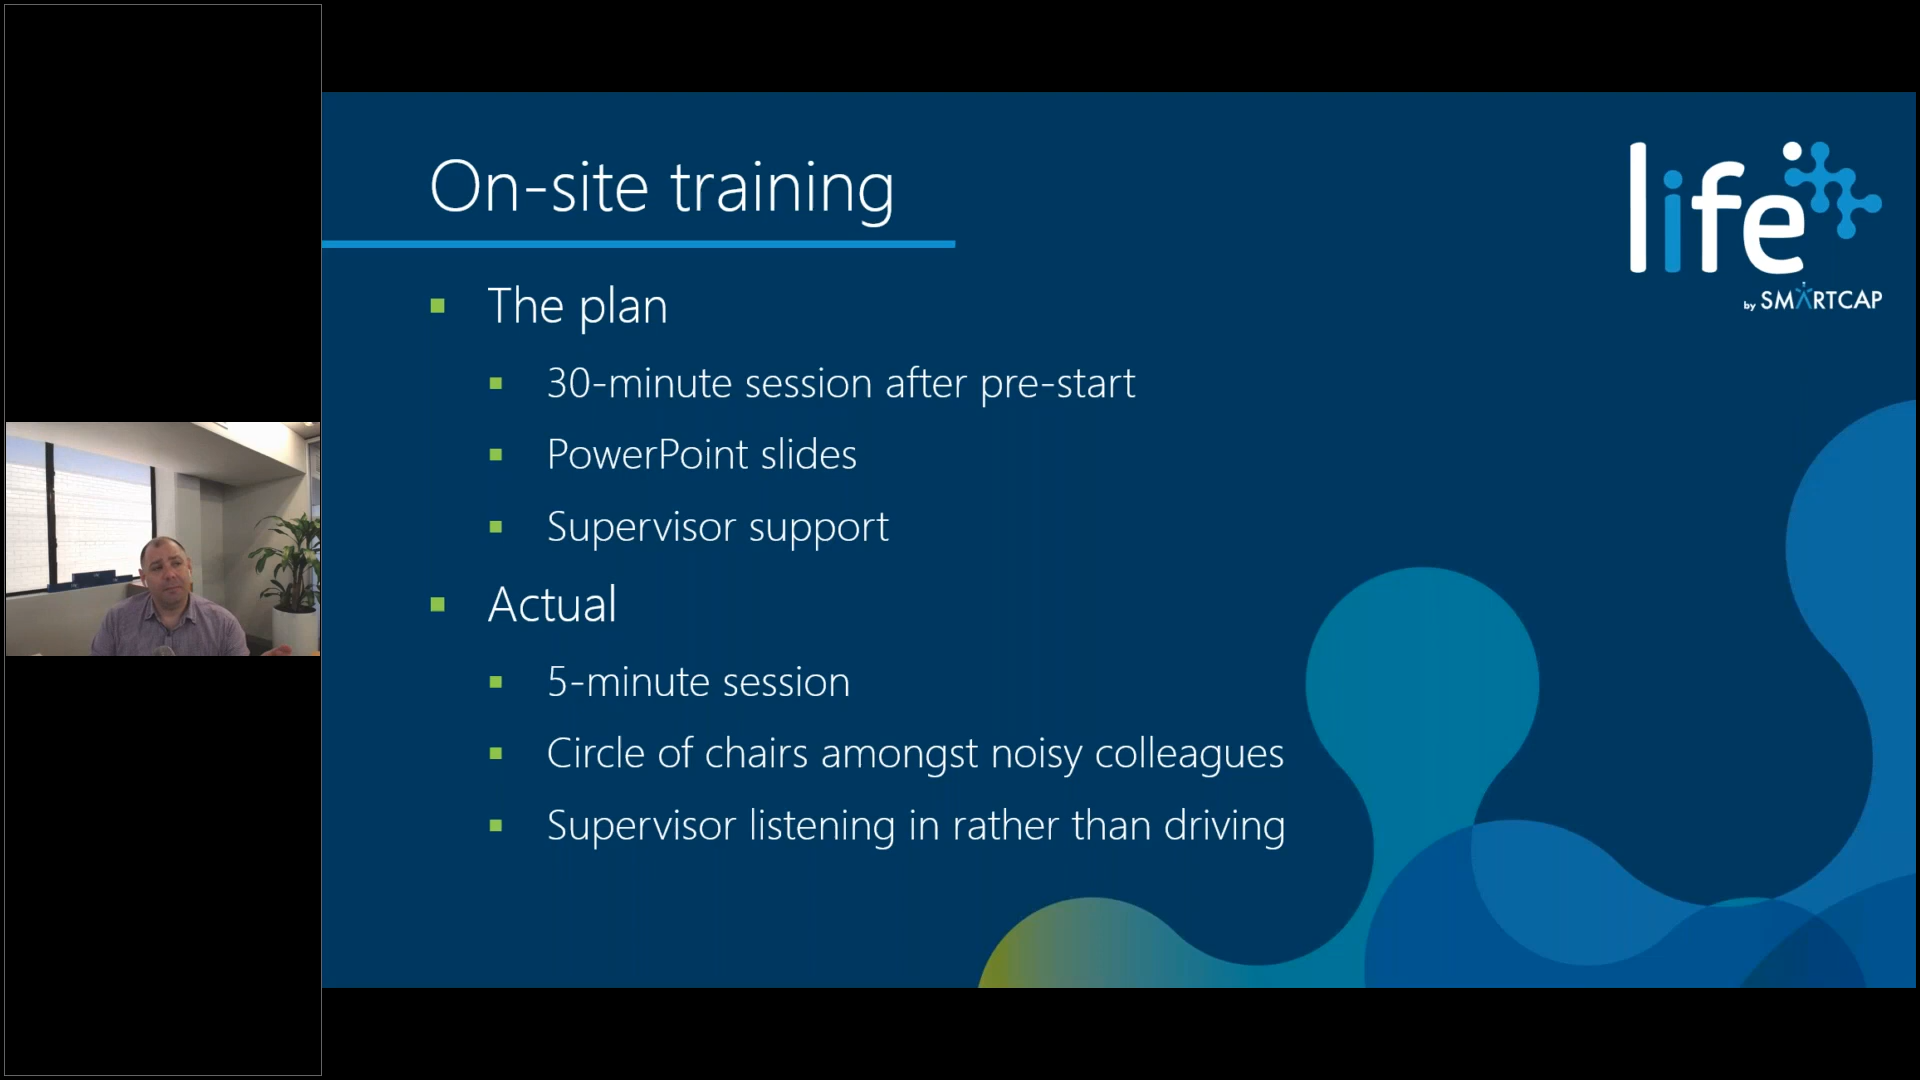 On-site training
life
by SMARTCAP
The plan
30-minute session after pre-start
PowerPoint slides
Supervisor support
Actual
5-minute session
Circle of chairs amongst noisy colleagues
Supervisor listening in rather than driving